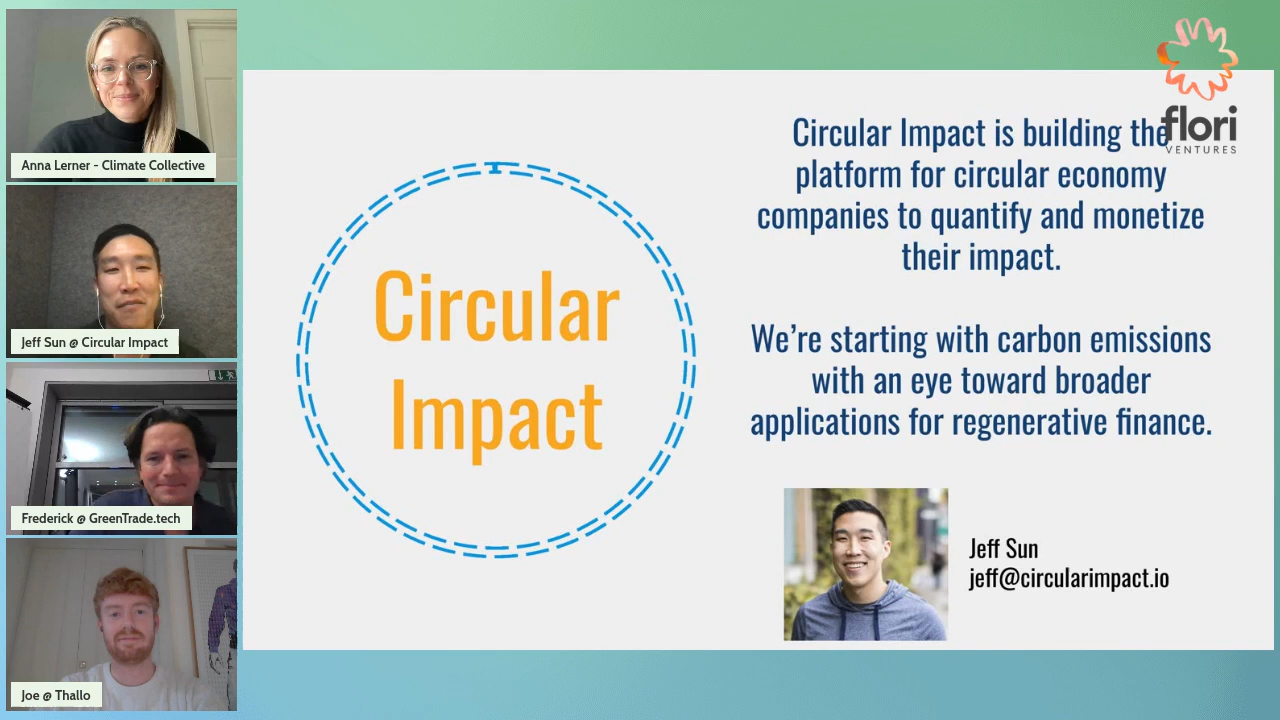 Anna Lerner - Climate Collective
Jeff Sun @ Circular Impact
Frederick @ GreenTrade.tech
Joe @ Thallo
Circular
Impact
Circular Impact is building the
platform for circular economy
companies to quantify and monetize
their impact.
We're starting with carbon emissions
with an eye toward broader
applications for regenerative finance.
Jeff Sun
jeff@circularimpact.io
flori
VENTURES